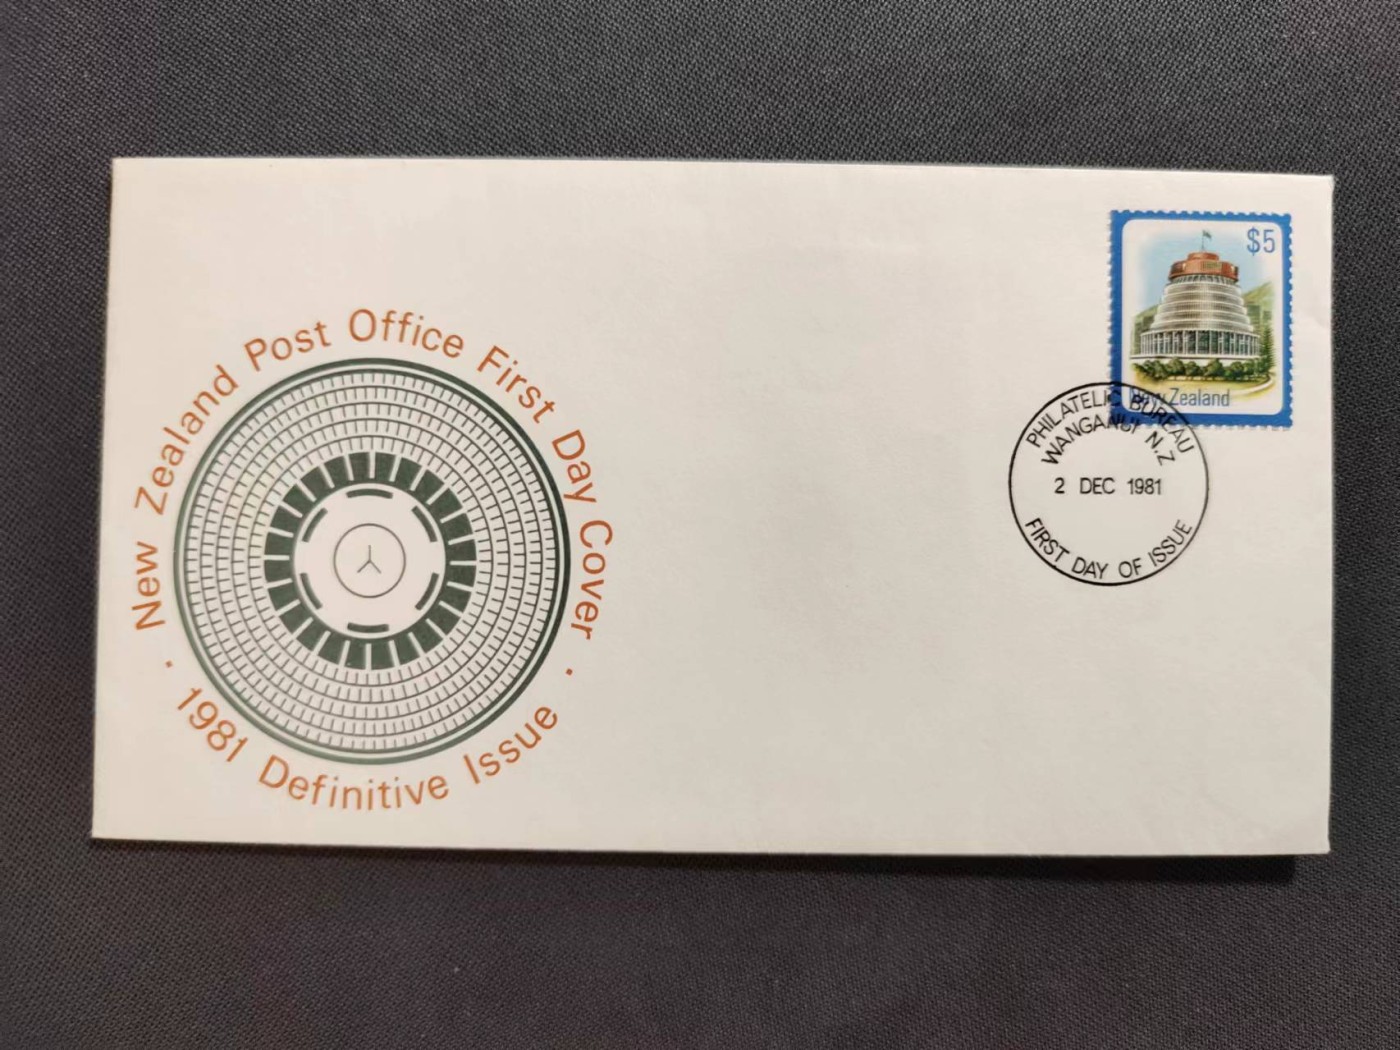 New Zealand Post Office First Day Cover
· 1981 Definitive Issue ·
$5
New Zealand
PHILATELIC BUREAU
WANGANUI N.Z
2 DEC 1981
FIRST DAY OF ISSUE